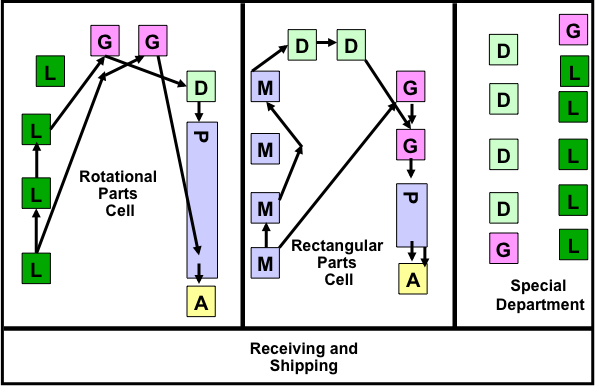 G G
L
D
L
P
Rotational
Parts
Cell
L
L
A
D D
M
G
M
G
M
P
Rectangular
Parts
Cell
M
A
G
D
L
D
L
D
L
D
L
G
L
Special
Department
Receiving and
Shipping